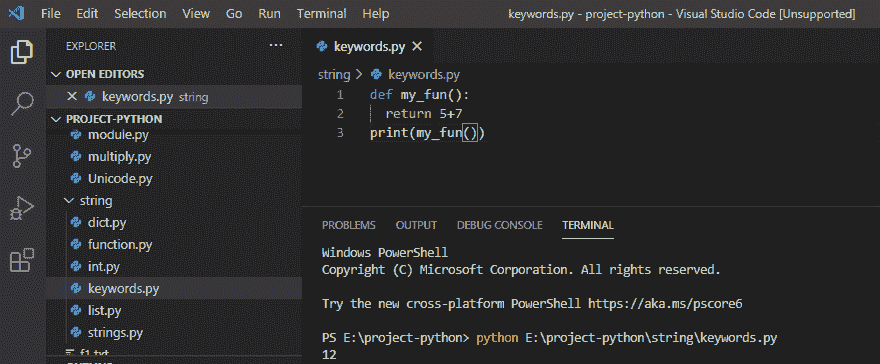 File Edit Selection View Go Run Terminal Help keywords.py - project-python - Visual Studio Code [Unsupported]
EXPLORER
OPEN EDITORS
keywords.py string
PROJECT-PYTHON
module.py
multiply.py
Unicode.py
string
dict.py
function.py
int.py
keywords.py
list.py
strings.py
f1.txt
keywords.py
string > keywords.py
1 def my_fun():
2 return 5+7
3 print(my_fun())
PROBLEMS OUTPUT DEBUG CONSOLE TERMINAL
Windows PowerShell
Copyright (C) Microsoft Corporation. All rights reserved.
Try the new cross-platform PowerShell https://aka.ms/pscore6
PS E:\project-python> python E:\project-python\string\keywords.py
12